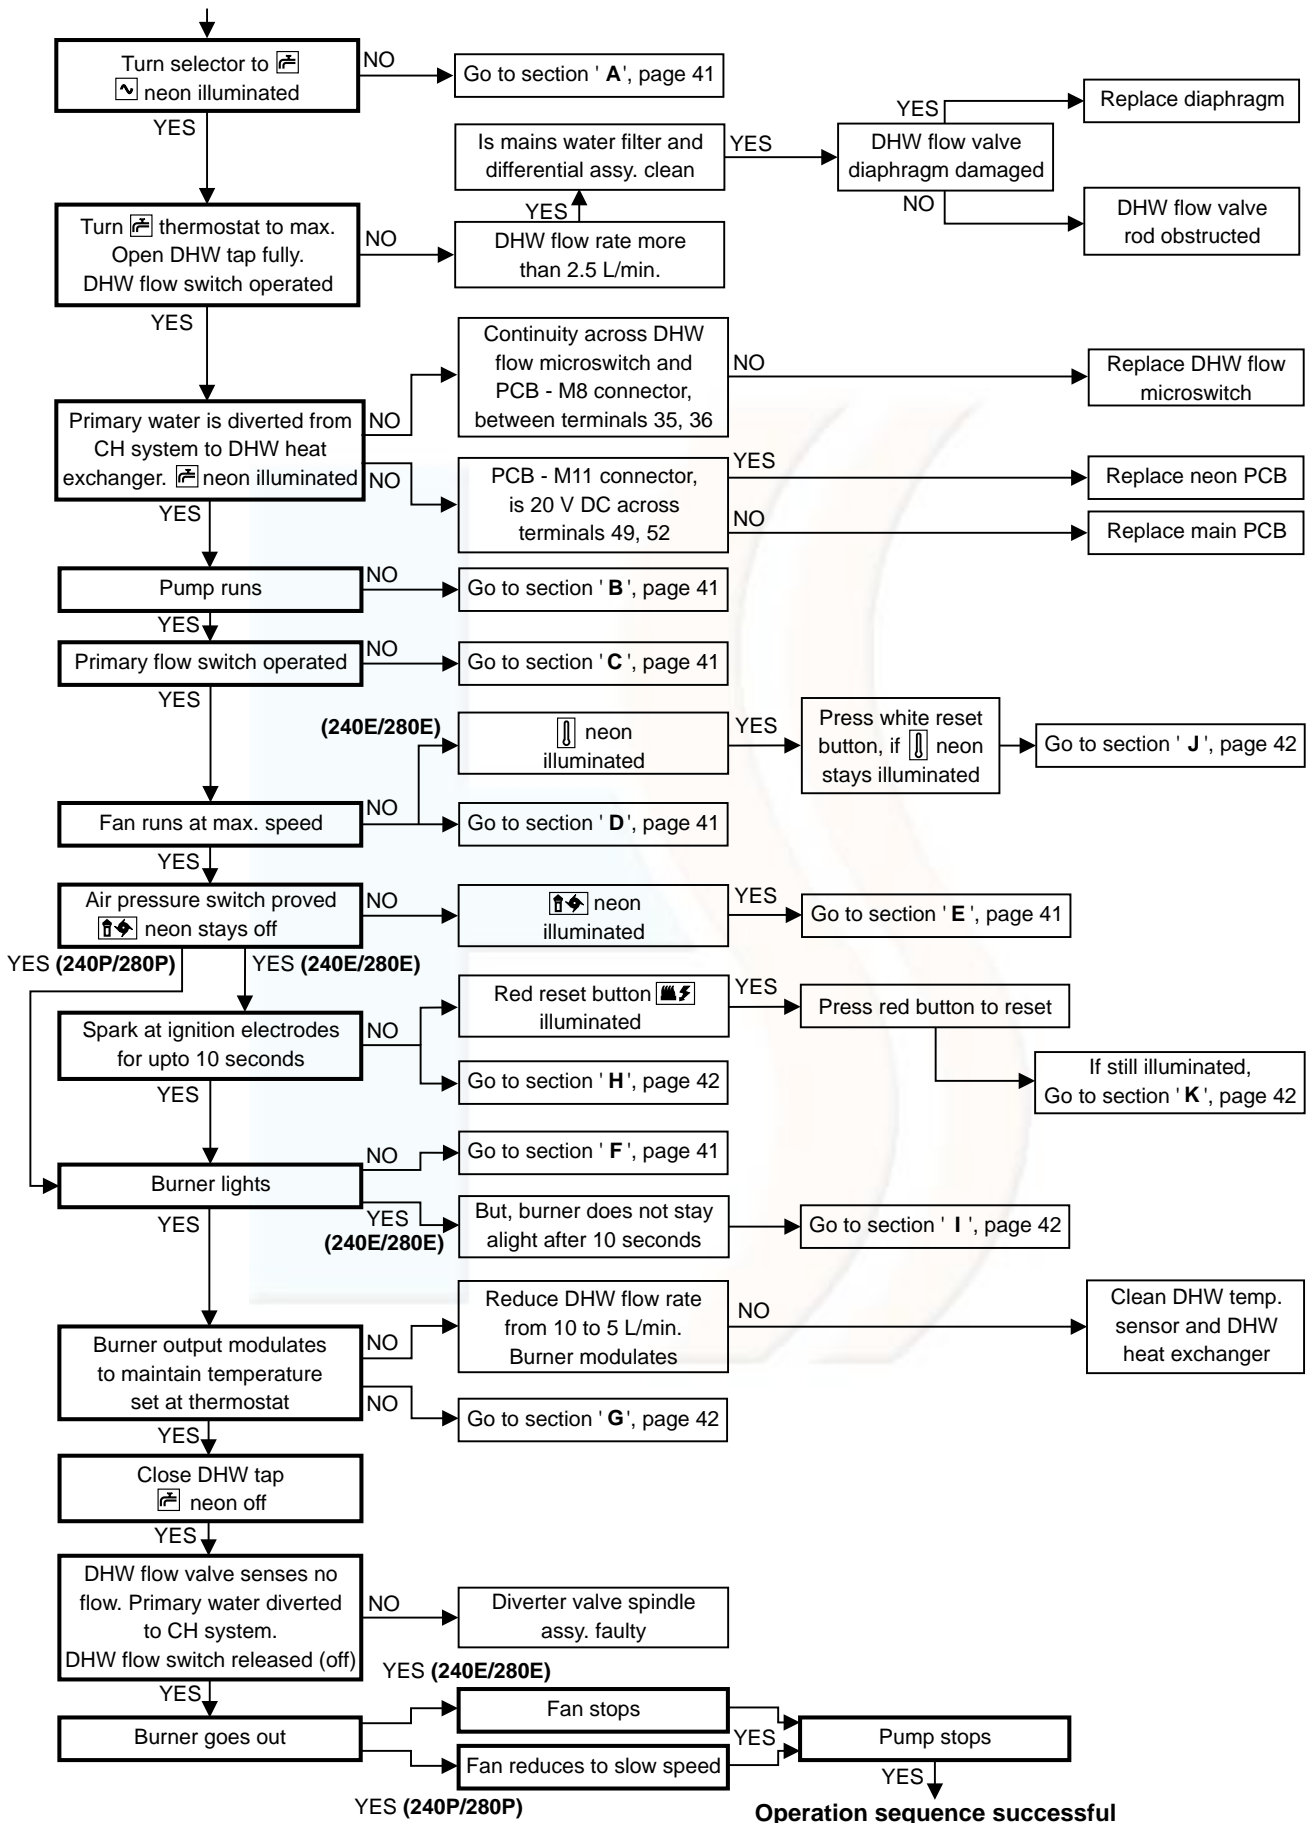 Turn selector to
neon illuminated
NO
Go to section ' A', page 41
YES
Is mains water filter and
differential assy. clean
YES
DHW flow valve
diaphragm damaged
YES
Replace diaphragm
NO
DHW flow valve
rod obstructed
Turn thermostat to max.
Open DHW tap fully.
DHW flow switch operated
NO
YES
DHW flow rate more
than 2.5 L/min.
YES
Continuity across DHW
flow microswitch and
PCB - M8 connector,
between terminals 35, 36
NO
Replace DHW flow
microswitch
Primary water is diverted from
CH system to DHW heat
exchanger. neon illuminated
NO
NO
PCB - M11 connector,
is 20 V DC across
terminals 49, 52
YES
Replace neon PCB
NO
Replace main PCB
YES
Pump runs
NO
Go to section ' B', page 41
YES
Primary flow switch operated
NO
Go to section ' C', page 41
YES
(240E/280E)
neon
illuminated
YES
Press white reset
button, if neon
stays illuminated
Go to section ' J', page 42
Fan runs at max. speed
NO
Go to section ' D', page 41
YES
Air pressure switch proved
neon stays off
NO
neon
illuminated
YES
Go to section ' E', page 41
YES (240P/280P)
YES (240E/280E)
Spark at ignition electrodes
for upto 10 seconds
NO
Red reset button
illuminated
YES
Press red button to reset
Go to section ' H', page 42
If still illuminated,
Go to section ' K', page 42
YES
Burner lights
NO
Go to section ' F', page 41
YES
(240E/280E)
But, burner does not stay
alight after 10 seconds
Go to section ' I', page 42
YES
Burner output modulates
to maintain temperature
set at thermostat
NO
Reduce DHW flow rate
from 10 to 5 L/min.
Burner modulates
NO
Clean DHW temp.
sensor and DHW
heat exchanger
NO
Go to section ' G', page 42
YES
Close DHW tap
neon off
YES
DHW flow valve senses no
flow. Primary water diverted
to CH system.
DHW flow switch released (off)
NO
Diverter valve spindle
assy. faulty
YES
YES (240E/280E)
Burner goes out
Fan stops
YES
Fan reduces to slow speed
YES (240P/280P)
Pump stops
YES
Operation sequence successful